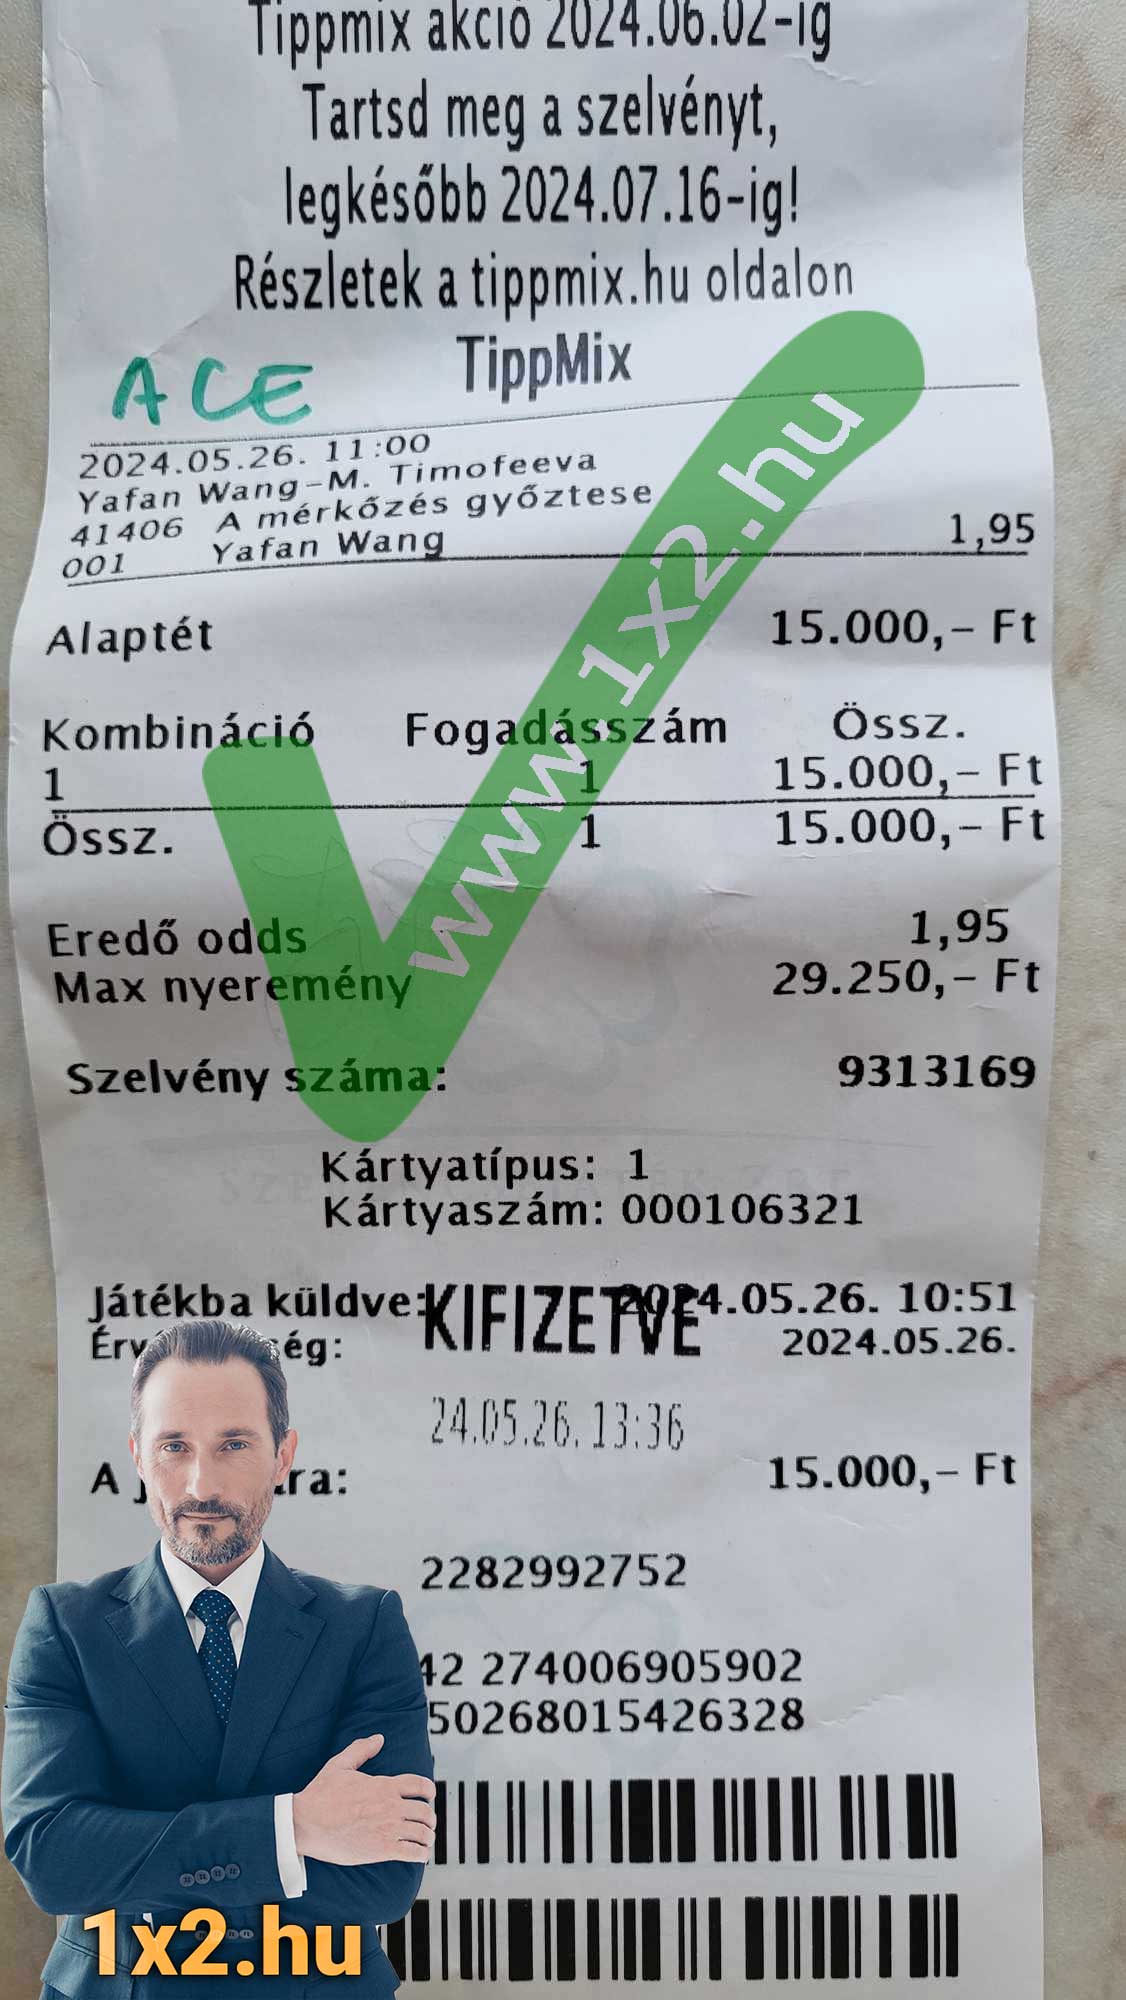 Tippmix akció 2024.06.02-ig
Tartsd meg a szelvényt,
legkésőbb 2024.07.16-ig!
Részletek a tippmix.hu oldalon
TippMix
ACE
2024.05.26. 11:00
Yafan Wang-M. Timofeeva
41406 A mérkőzés győztese
001 Yafan Wang 1,95
Alaptét 15.000,- Ft
Kombináció Fogadásszám Össz.
1 1 15.000,- Ft
Össz. 1 15.000,- Ft
Eredő odds 1,95
Max nyeremény 29.250,- Ft
www.1x2.hu
Szelvény száma: 9313169
Kártyatípus: 1
Kártyaszám: 000106321
Játékba küldve: 2024.05.26. 10:51
KIFIZETVE
2024.05.26.
24.05.26. 13:36
A 15.000,- Ft
2282992752
42 274006905902
50268015426328
1x2.hu